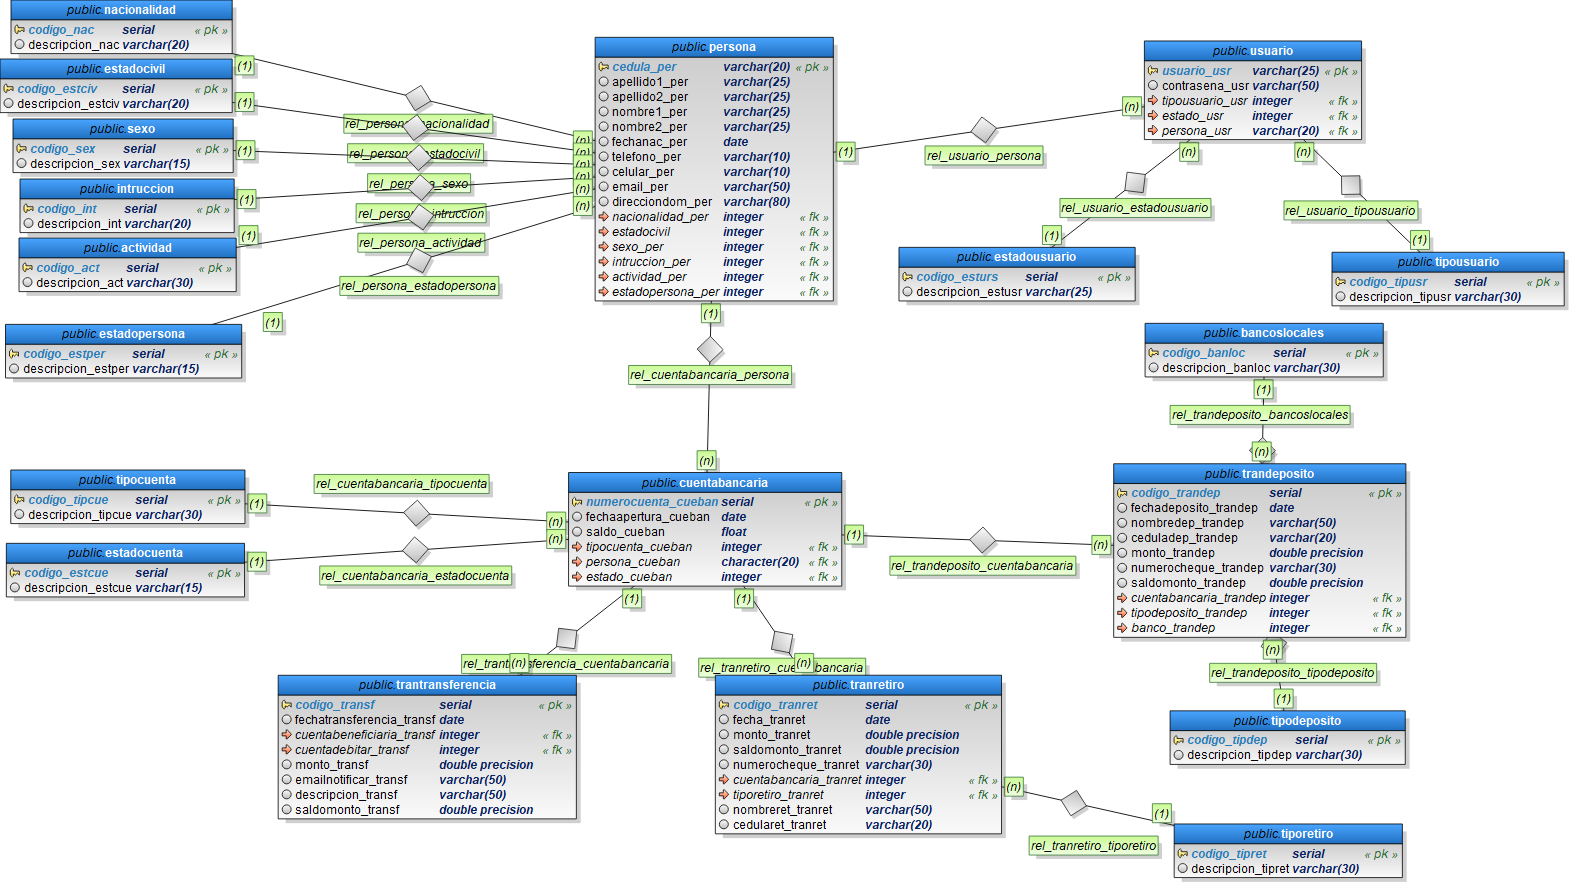 public.nacionalidad
codigo_nac serial « pk »
descripcion_nac varchar(20)
(1)
public.estadocivil
codigo_estciv serial « pk »
descripcion_estciv varchar(20)
(1)
public.sexo
codigo_sex serial « pk »
descripcion_sex varchar(15)
(1)
public.intruccion
codigo_int serial « pk »
descripcion_int varchar(20)
(1)
public.actividad
codigo_act serial « pk »
descripcion_act varchar(30)
(1)
public.estadopersona
codigo_estper serial « pk »
descripcion_estper varchar(15)
(1)
rel_persona_nacionalidad
rel_persona_estadocivil
rel_persona_sexo
rel_persona_intruccion
rel_persona_actividad
rel_persona_estadopersona
(n)
(n)
(n)
(n)
(n)
(n)
public.persona
cedula_per varchar(20) « pk »
apellido1_per varchar(25)
apellido2_per varchar(25)
nombre1_per varchar(25)
nombre2_per varchar(25)
fechanac_per date
telefono_per varchar(10)
celular_per varchar(10)
email_per varchar(50)
direcciondom_per varchar(80)
nacionalidad_per integer « fk »
estadocivil integer « fk »
sexo_per integer « fk »
intruccion_per integer « fk »
actividad_per integer « fk »
estadopersona_per integer « fk »
(1)
rel_usuario_persona
(n)
public.usuario
usuario_usr varchar(25) « pk »
contrasena_usr varchar(50)
tipousuario_usr integer « fk »
estado_usr integer « fk »
persona_usr varchar(20) « fk »
(n)
(n)
rel_usuario_estadousuario
rel_usuario_tipousuario
(1)
(1)
public.estadousuario
codigo_esturs serial « pk »
descripcion_estusr varchar(25)
public.tipousuario
codigo_tipusr serial « pk »
descripcion_tipusr varchar(30)
(1)
rel_cuentabancaria_persona
(n)
public.bancoslocales
codigo_banloc serial « pk »
descripcion_banloc varchar(30)
(1)
rel_trandeposito_bancoslocales
(n)
public.tipocuenta
codigo_tipcue serial « pk »
descripcion_tipcue varchar(30)
(1)
rel_cuentabancaria_tipocuenta
(n)
public.estadocuenta
codigo_estcue serial « pk »
descripcion_estcue varchar(15)
(1)
rel_cuentabancaria_estadocuenta
(n)
public.cuentabancaria
numerocuenta_cueban serial « pk »
fechaapertura_cueban date
saldo_cueban float
tipocuenta_cueban integer « fk »
persona_cueban character(20) « fk »
estado_cueban integer « fk »
(1)
rel_trandeposito_cuentabancaria
(n)
public.trandeposito
codigo_trandep serial « pk »
fechadeposito_trandep date
nombredep_trandep varchar(50)
ceduladep_trandep varchar(20)
monto_trandep double precision
numerocheque_trandep varchar(30)
saldomonto_trandep double precision
cuentabancaria_trandep integer « fk »
tipodeposito_trandep integer « fk »
banco_trandep integer « fk »
(n)
rel_trandeposito_tipodeposito
(1)
public.tipodeposito
codigo_tipdep serial « pk »
descripcion_tipdep varchar(30)
(1)
(1)
rel_trantransferencia_cuentabancaria
(n)
rel_tranretiro_cuentabancaria
(n)
public.trantransferencia
codigo_transf serial « pk »
fechatransferencia_transf date
cuentabeneficiaria_transf integer « fk »
cuentadebitar_transf integer « fk »
monto_transf double precision
emailnotificar_transf varchar(50)
descripcion_transf varchar(50)
saldomonto_transf double precision
public.tranretiro
codigo_tranret serial « pk »
fecha_tranret date
monto_tranret double precision
saldomonto_tranret double precision
numerocheque_tranret varchar(30)
cuentabancaria_tranret integer « fk »
tiporetiro_tranret integer « fk »
nombreret_tranret varchar(50)
cedularet_tranret varchar(20)
(n)
rel_tranretiro_tiporetiro
(1)
public.tiporetiro
codigo_tipret serial « pk »
descripcion_tipret varchar(30)